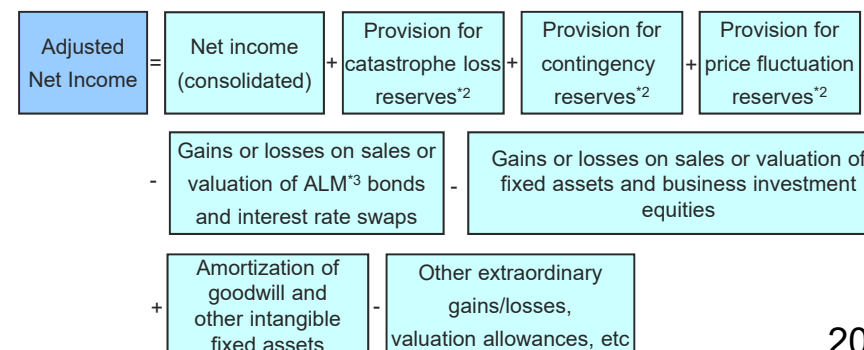 Adjusted
Net Income
=
Net income
(consolidated)
+
Provision for
catastrophe loss
reserves*2
+
Provision for
contingency
reserves*2
+
Provision for
price fluctuation
reserves*2
-
Gains or losses on sales or
valuation of ALM*3 bonds
and interest rate swaps
-
Gains or losses on sales or valuation of
fixed assets and business investment
equities
+
Amortization of
goodwill and
other intangible
fixed assets
-
Other extraordinary
gains/losses,
valuation allowances, etc
20